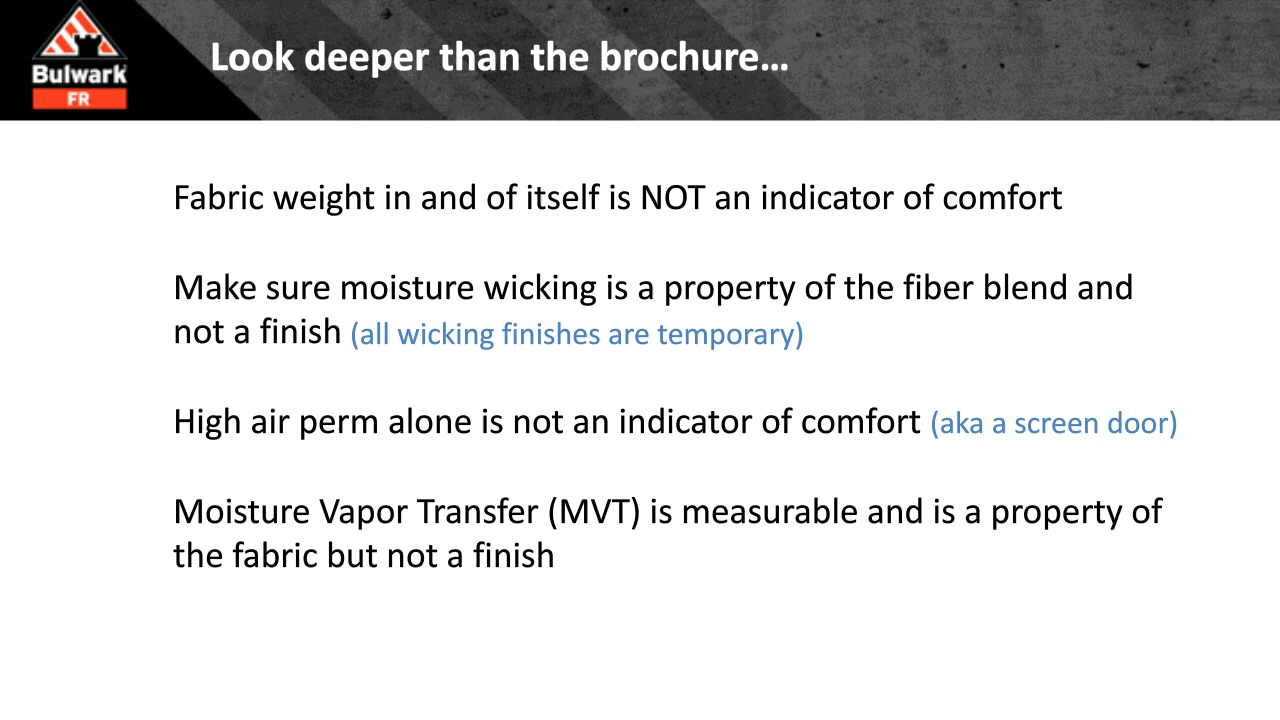 Bulwark
FR
Look deeper than the brochure…
Fabric weight in and of itself is NOT an indicator of comfort
Make sure moisture wicking is a property of the fiber blend and
not a finish (all wicking finishes are temporary)
High air perm alone is not an indicator of comfort (aka a screen door)
Moisture Vapor Transfer (MVT) is measurable and is a property of
the fabric but not a finish